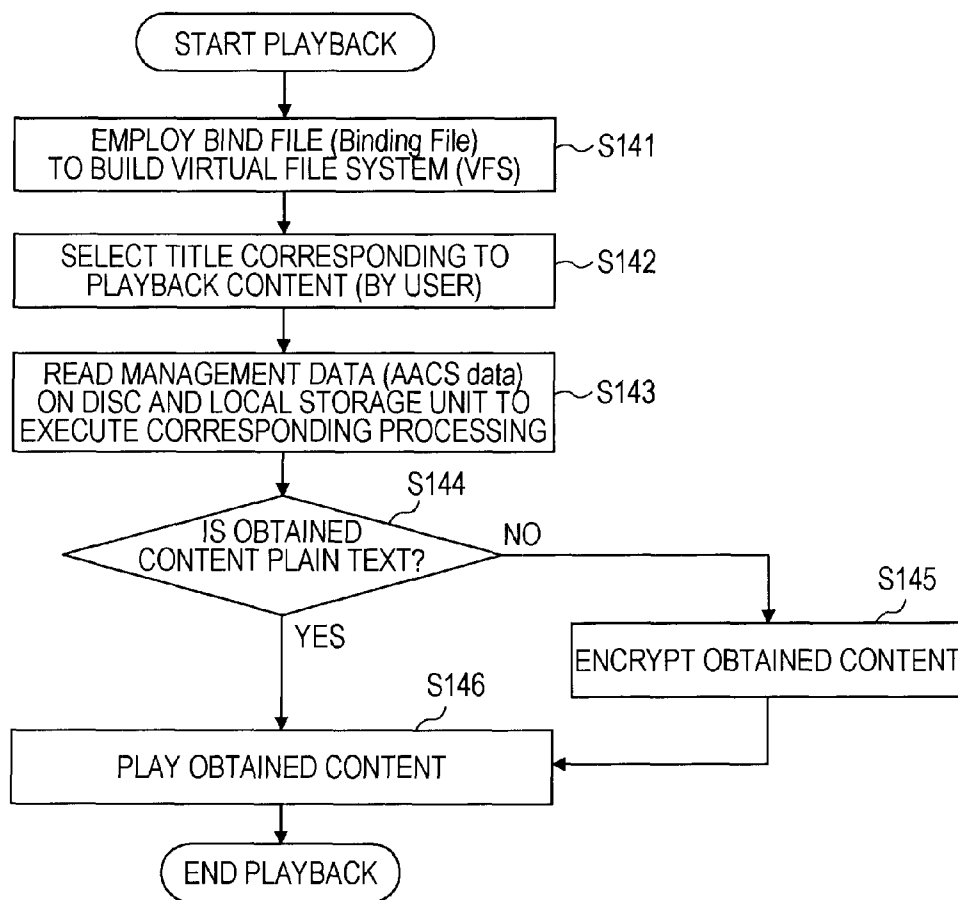 START PLAYBACK
EMPLOY BIND FILE (Binding File)
TO BUILD VIRTUAL FILE SYSTEM (VFS)
S141
SELECT TITLE CORRESPONDING TO
PLAYBACK CONTENT (BY USER)
S142
READ MANAGEMENT DATA (AACS data)
ON DISC AND LOCAL STORAGE UNIT TO
EXECUTE CORRESPONDING PROCESSING
S143
S144
IS OBTAINED
CONTENT PLAIN TEXT?
NO
YES
S145
ENCRYPT OBTAINED CONTENT
S146
PLAY OBTAINED CONTENT
END PLAYBACK